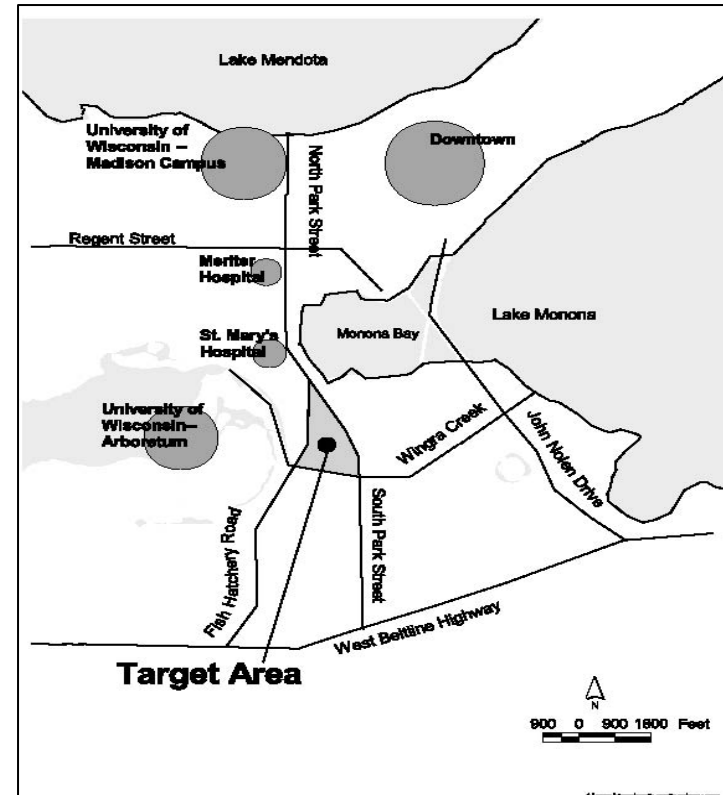 Lake Mendota
University of
Wisconsin –
Madison Campus
Downtown
North Park Street
Regent Street
Meriter
Hospital
Lake Monona
St. Mary's
Hospital
Monona Bay
University of
Wisconsin–
Arboretum
Wingra Creek
John Nolen Drive
Fish Hatchery Road
South Park Street
West Beltline Highway
Target Area
N
900 0 900 1800 Feet